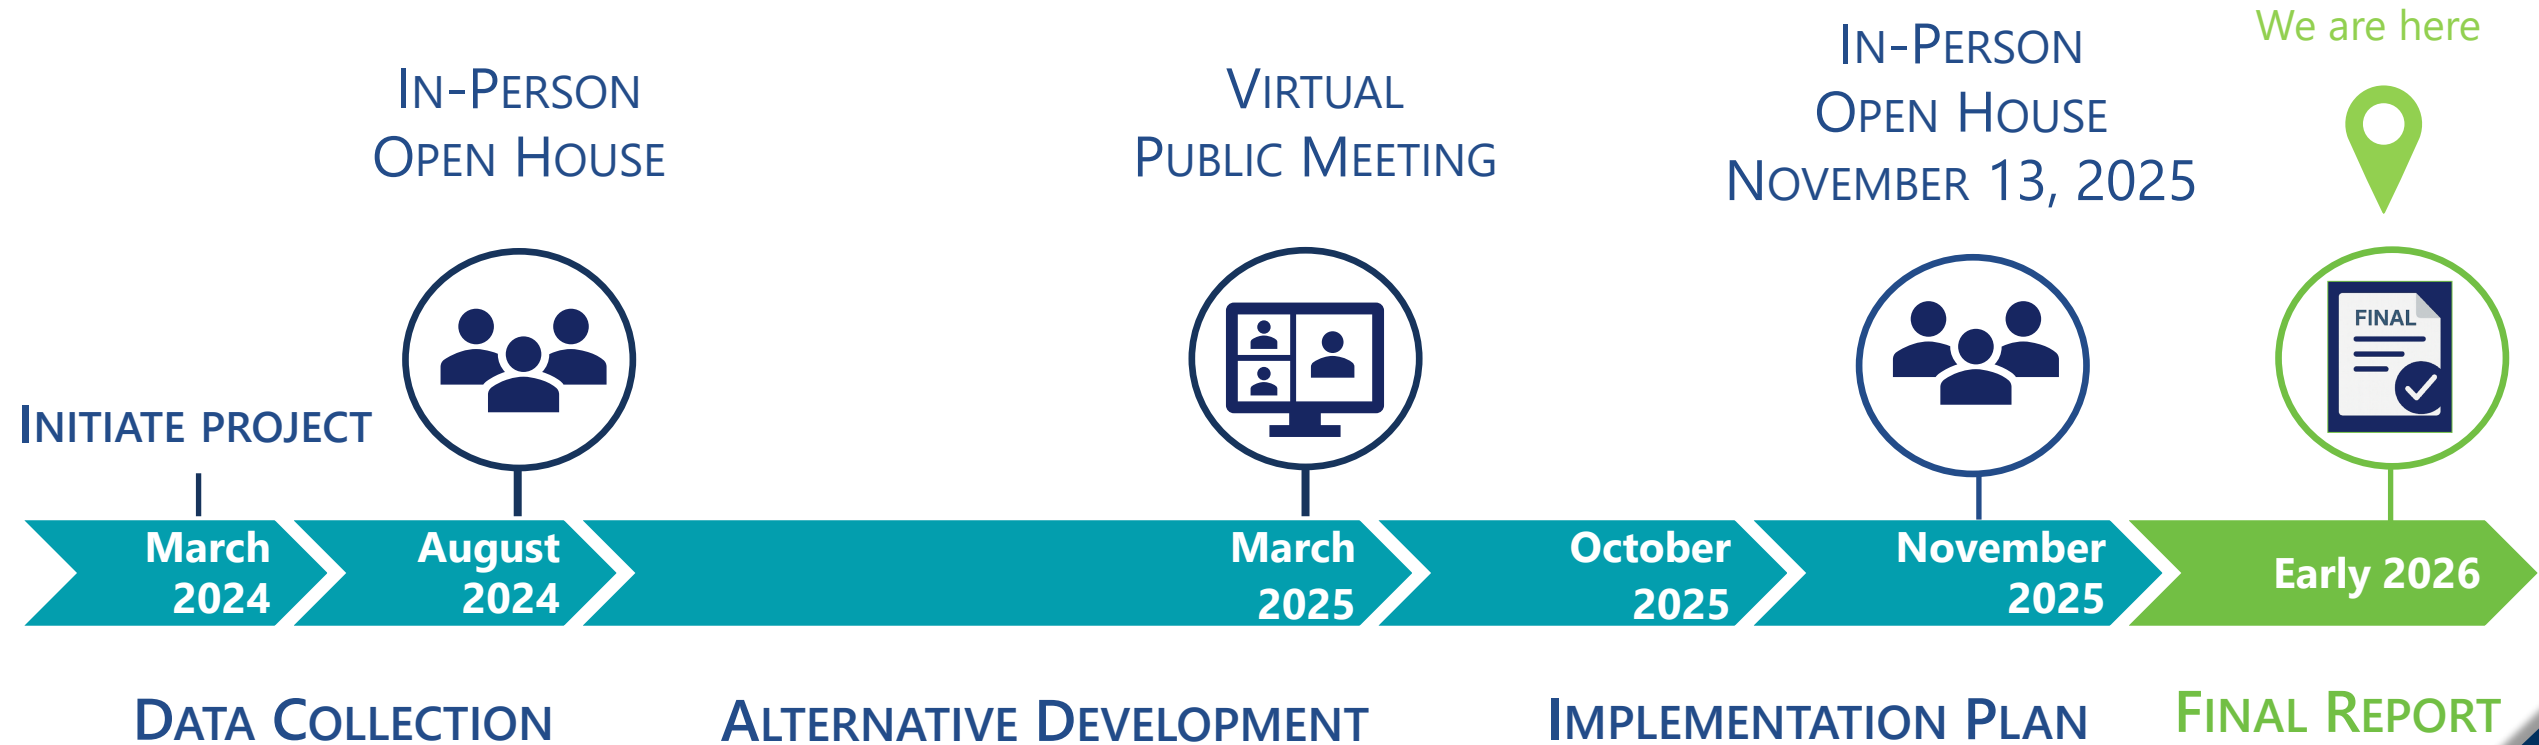 We are here
In-Person
Open House
Virtual
Public Meeting
In-Person
Open House
November 13, 2025
FINAL
Initiate project
March
2024
August
2024
March
2025
October
2025
November
2025
Early 2026
Data Collection
Alternative Development
Implementation Plan
Final Report